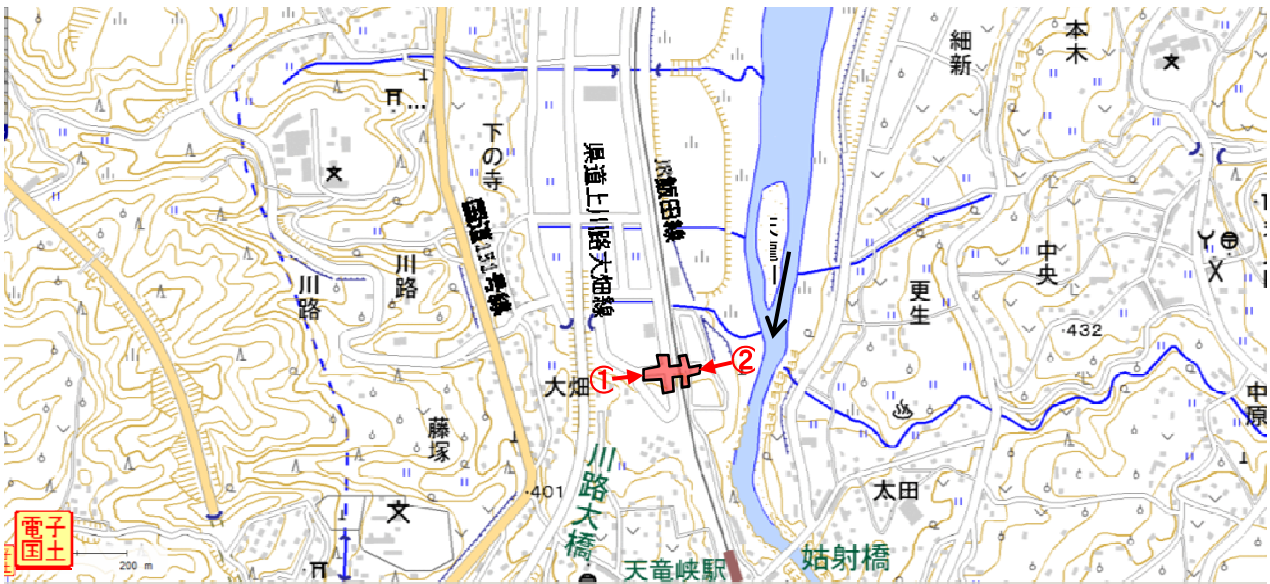 細新
本木
下の寺
県道上川路大畑線
JR飯田線
国道151号線
川路
川路
中央
更生
432
①
②
大畑
藤塚
中原
401
川路大橋
太田
電子国土
200 m
天竜峡駅
姑射橋